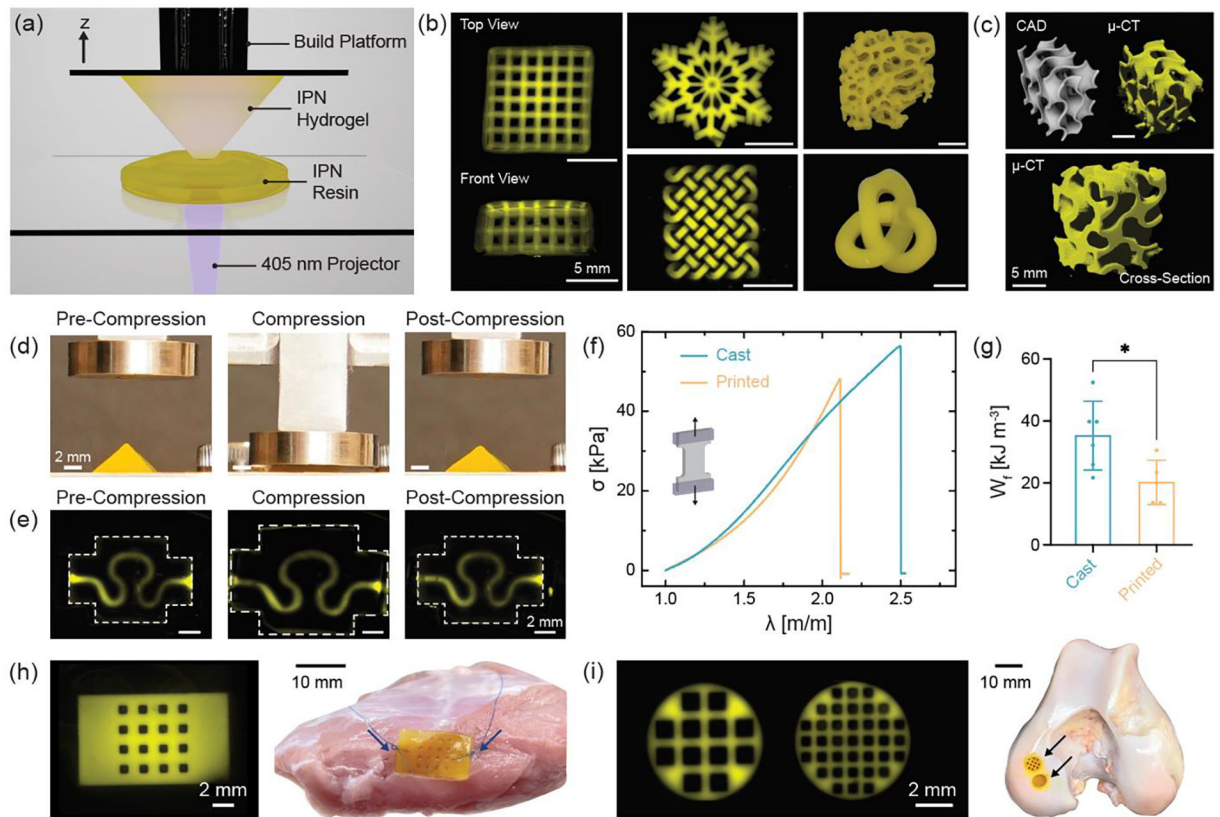 (a)
z
Build Platform
IPN
Hydrogel
IPN
Resin
405 nm Projector
(b)
Top View
Front View
5 mm
(c)
CAD
μ-CT
μ-CT
5 mm
Cross-Section
Pre-Compression
Compression
Post-Compression
(d)
2 mm
Pre-Compression
Compression
Post-Compression
(e)
2 mm
(f)
60
40
20
0
σ [kPa]
Cast
Printed
1.0
1.5
2.0
2.5
λ [m/m]
(g)
60
40
20
0
Wf [kJ m-3]
*
Cast
Printed
(h)
2 mm
10 mm
(i)
2 mm
10 mm